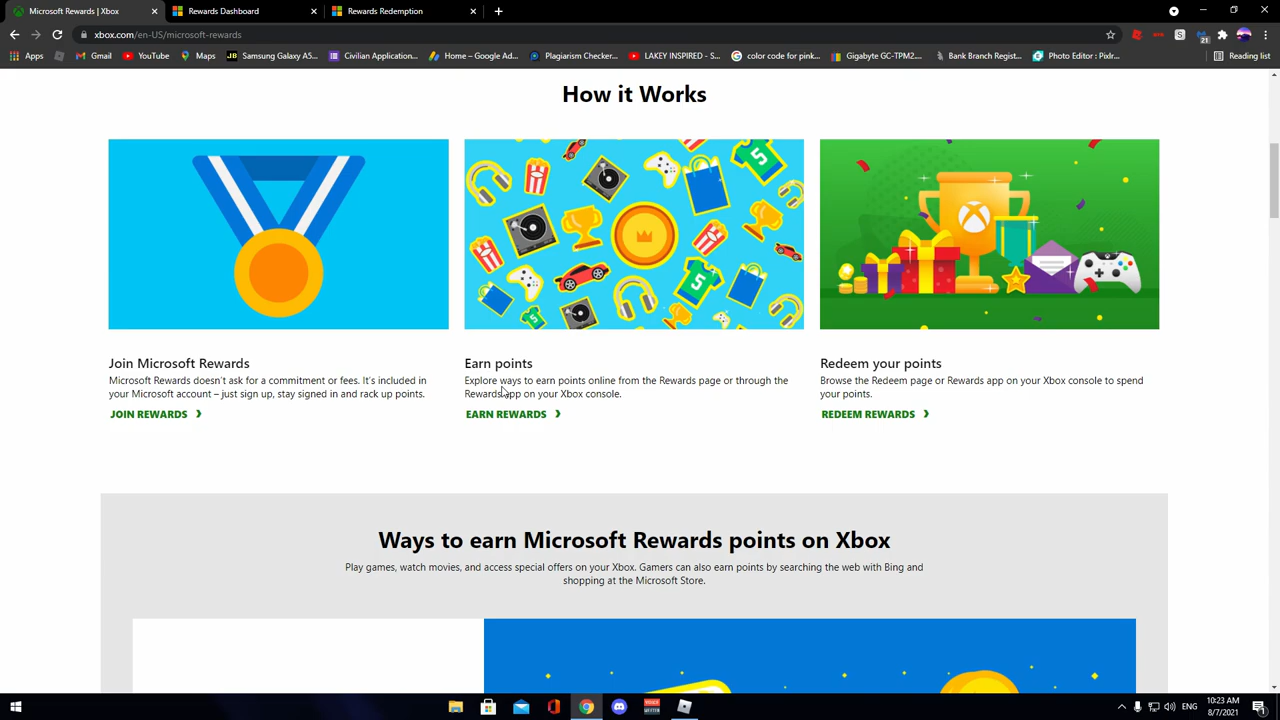 Microsoft Rewards | Xbox
Rewards Dashboard
Rewards Redemption
xbox.com/en-US/microsoft-rewards
21
Apps
Gmail
YouTube
Maps
Samsung Galaxy A5...
Civilian Application...
Home – Google Ad...
Plagiarism Checker...
LAKEY INSPIRED - S...
color code for pink...
Gigabyte GC-TPM2...
Bank Branch Regist...
Photo Editor : Pixlr...
Reading list
How it Works
5
5
Join Microsoft Rewards
Microsoft Rewards doesn't ask for a commitment or fees. It's included in
your Microsoft account – just sign up, stay signed in and rack up points.
JOIN REWARDS
Earn points
Explore ways to earn points online from the Rewards page or through the
Rewards app on your Xbox console.
EARN REWARDS
Redeem your points
Browse the Redeem page or Rewards app on your Xbox console to spend
your points.
REDEEM REWARDS
Ways to earn Microsoft Rewards points on Xbox
Play games, watch movies, and access special offers on your Xbox. Gamers can also earn points by searching the web with Bing and
shopping at the Microsoft Store.
ENG
10:23 AM
8/7/2021